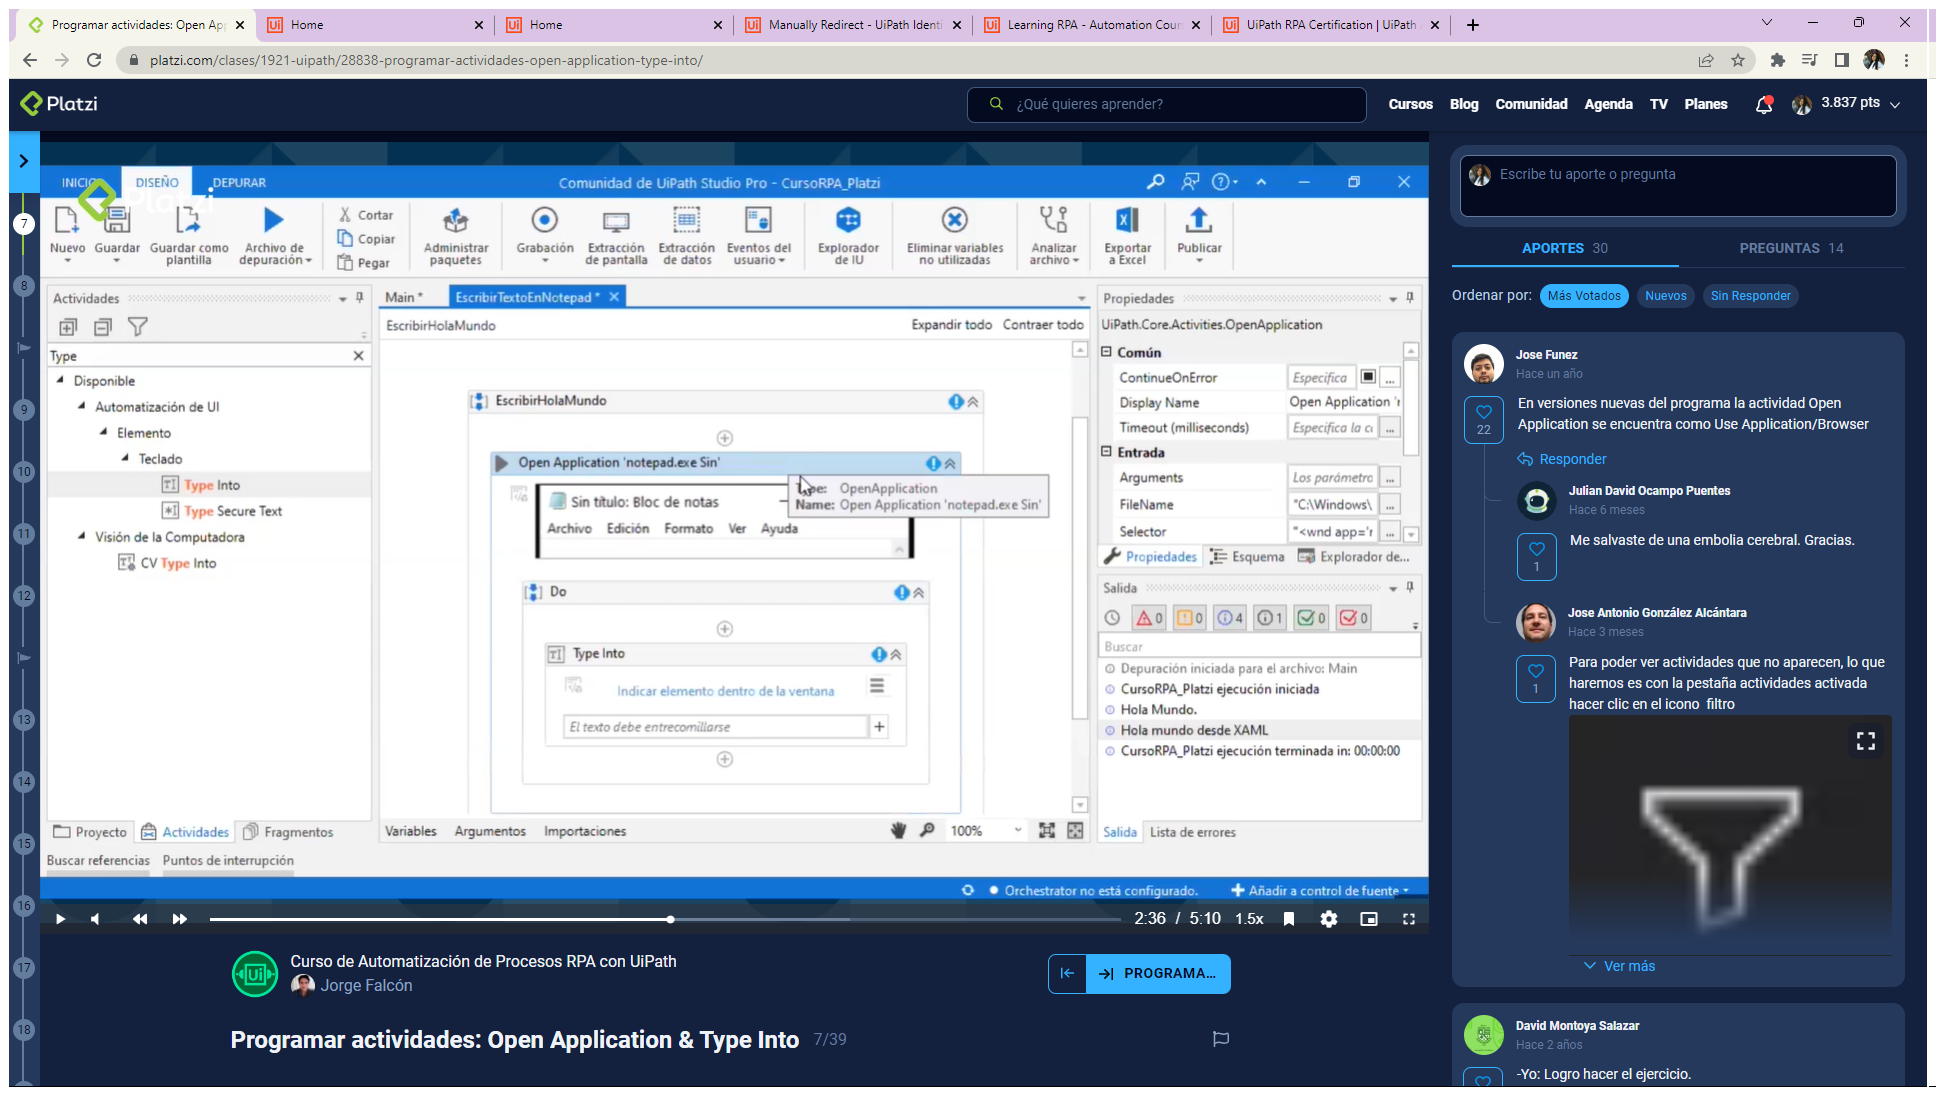 Programar actividades: Open Ap
Home
Home
Manually Redirect - UiPath Identi
Learning RPA - Automation Cour
UiPath RPA Certification | UiPath
platzi.com/clases/1921-uipath/28838-programar-actividades-open-application-type-into/
Platzi
¿Qué quieres aprender?
Cursos Blog Comunidad Agenda TV Planes
3.837 pts
7
8
9
10
11
12
13
14
15
16
17
18
INICIO DISEÑO DEPURAR
Comunidad de UiPath Studio Pro - CursoRPA_Platzi
Platzi
Nuevo
Guardar
Guardar como
plantilla
Archivo de
depuración
Cortar
Copiar
Pegar
Administrar
paquetes
Grabación
Extracción
de pantalla
Extracción
de datos
Eventos del
usuario
Explorador
de IU
Eliminar variables
no utilizadas
Analizar
archivo
Exportar
a Excel
Publicar
Actividades
Type
Disponible
Automatización de UI
Elemento
Teclado
Type Into
Type Secure Text
Visión de la Computadora
CV Type Into
Proyecto Actividades Fragmentos
Buscar referencias Puntos de interrupción
Main * EscribirTextoEnNotepad *
EscribirHolaMundo
Expandir todo Contraer todo
EscribirHolaMundo
Open Application 'notepad.exe Sin'
Type: OpenApplication
Name: Open Application 'notepad.exe Sin'
Sin título: Bloc de notas
Archivo Edición Formato Ver Ayuda
Do
Type Into
Indicar elemento dentro de la ventana
El texto debe entrecomillarse
Variables Argumentos Importaciones
100%
Propiedades
UiPath.Core.Activities.OpenApplication
Común
ContinueOnError Especifica
Display Name Open Application 'r
Timeout (milliseconds) Especifica la ca
Entrada
Arguments Los parámetro
FileName "C:\Windows\
Selector "<wnd app='r
Propiedades Esquema Explorador de...
Salida
0 0 4 1 0 0
Buscar
Depuración iniciada para el archivo: Main
CursoRPA_Platzi ejecución iniciada
Hola Mundo.
Hola mundo desde XAML
CursoRPA_Platzi ejecución terminada in: 00:00:00
Salida Lista de errores
Orchestrator no está configurado.
Añadir a control de fuente
2:36 / 5:10 1.5x
Ui
Curso de Automatización de Procesos RPA con UiPath
Jorge Falcón
PROGRAMA...
Programar actividades: Open Application & Type Into 7/39
Escribe tu aporte o pregunta
APORTES 30 PREGUNTAS 14
Ordenar por: Más Votados Nuevos Sin Responder
Jose Funez
Hace un año
22
En versiones nuevas del programa la actividad Open
Application se encuentra como Use Application/Browser
Responder
Julian David Ocampo Puentes
Hace 6 meses
1
Me salvaste de una embolia cerebral. Gracias.
Jose Antonio González Alcántara
Hace 3 meses
1
Para poder ver actividades que no aparecen, lo que
haremos es con la pestaña actividades activada
hacer clic en el icono filtro
Ver más
David Montoya Salazar
Hace 2 años
-Yo: Logro hacer el ejercicio.